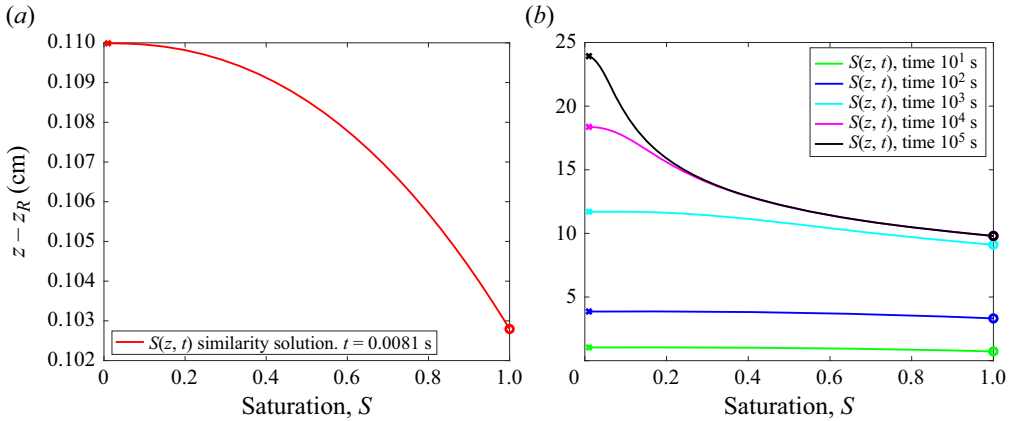 (a)
0.110
0.109
0.108
0.107
0.106
0.105
0.104
0.103
0.102
z – z_R (cm)
0
0.2
0.4
0.6
0.8
1.0
Saturation, S
S(z, t) similarity solution. t = 0.0081 s
(b)
25
20
15
10
5
0
0.2
0.4
0.6
0.8
1.0
Saturation, S
S(z, t), time 10^1 s
S(z, t), time 10^2 s
S(z, t), time 10^3 s
S(z, t), time 10^4 s
S(z, t), time 10^5 s